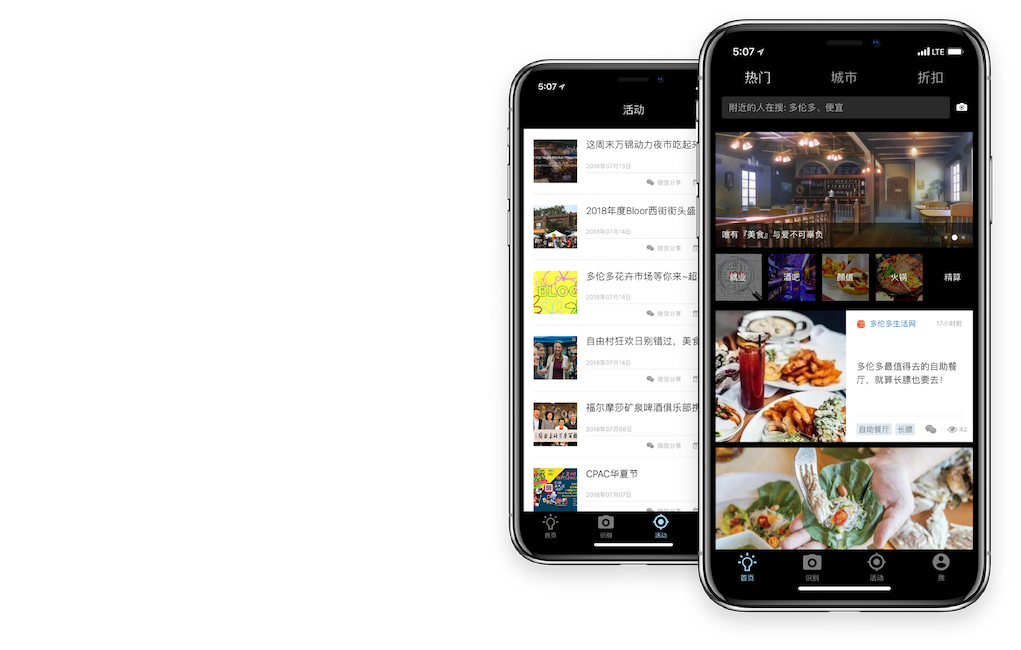 5:07
活动
这周末万锦动力夜市吃起
2018年07月13日
微信分享
2018年度Bloor西街街头盛
2018年07月14日
微信分享
多伦多花卉市场等你来~超
2018年07月14日
微信分享
自由村狂欢日别错过，美食
2018年07月14日
微信分享
福尔摩莎矿泉啤酒俱乐部携
2018年07月08日
微信分享
CPAC华夏节
2018年07月07日
首页
识别
活动
5:07
LTE
热门
城市
折扣
附近的人在搜: 多伦多、便宜
唯有『美食』与爱不可辜负
就业
酒吧
颜值
火锅
精算
多伦多生活网
17小时前
多伦多最值得去的自助餐
厅，就算长膘也要去！
自助餐厅
长膘
42
首页
识别
活动
我